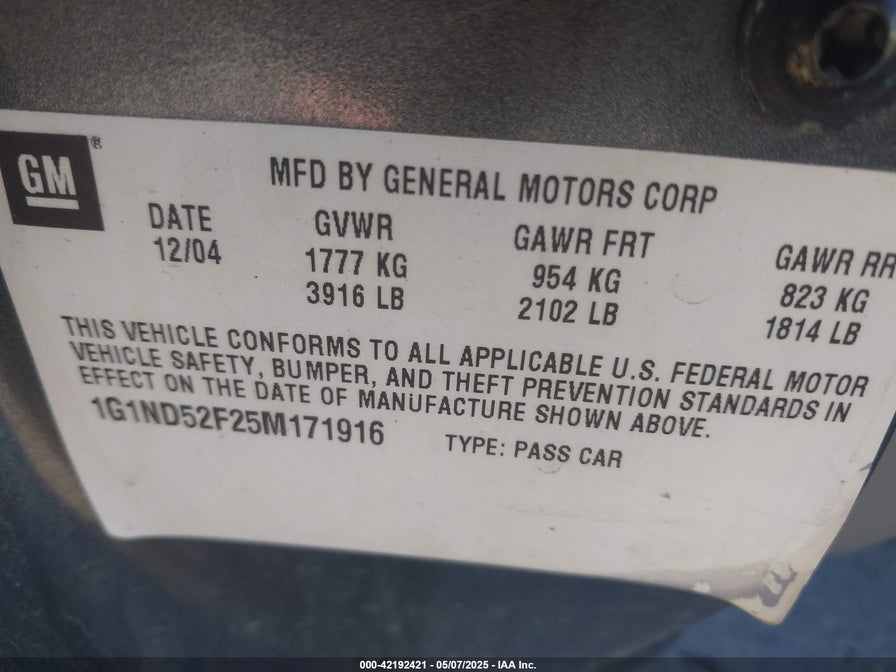 GM ®
MFD BY GENERAL MOTORS CORP
DATE GVWR GAWR FRT GAWR RR
12/04 1777 KG 954 KG 823 KG
3916 LB 2102 LB 1814 LB
THIS VEHICLE CONFORMS TO ALL APPLICABLE U.S. FEDERAL MOTOR
VEHICLE SAFETY, BUMPER, AND THEFT PREVENTION STANDARDS IN
EFFECT ON THE DATE OF MANUFACTURE SHOWN ABOVE.
1G1ND52F25M171916 TYPE: PASS CAR
000-42192421 - 05/07/2025 - IAA Inc.